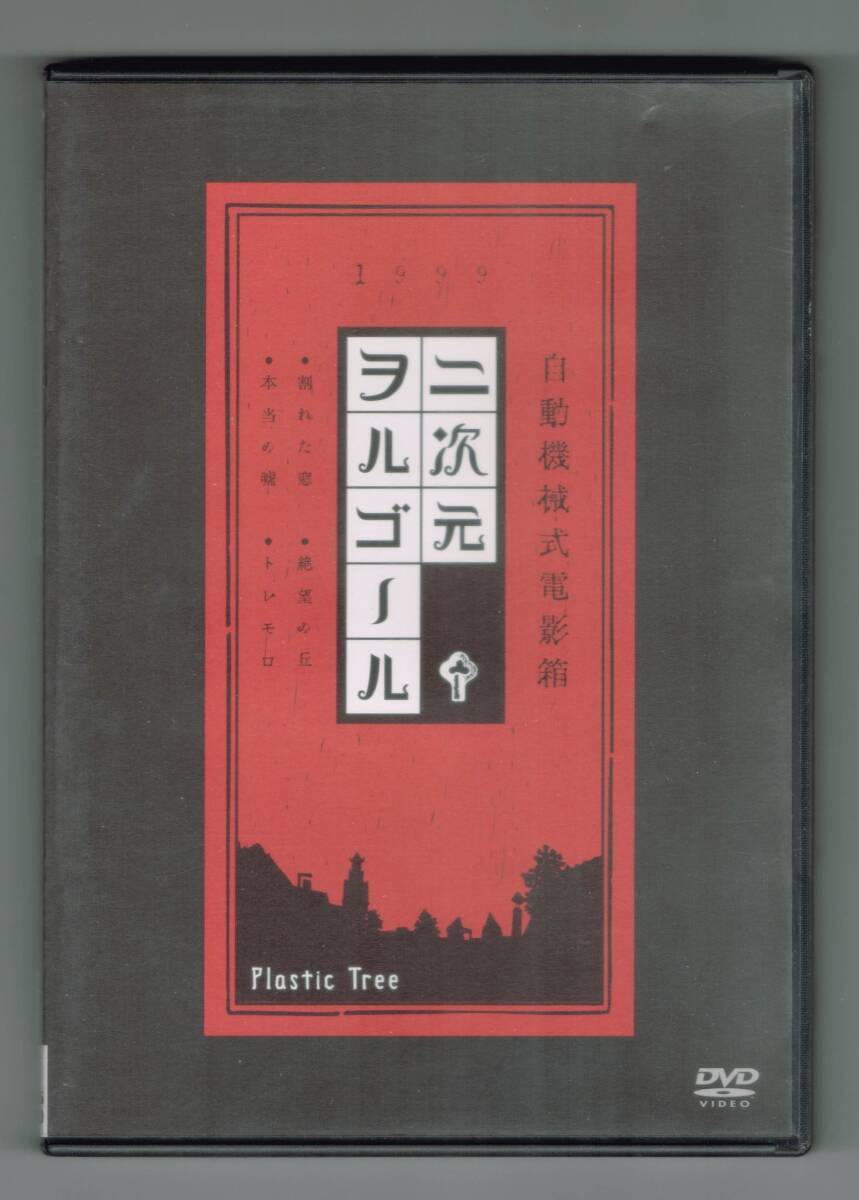 1999
自動機械式電影箱
二次元
ヲルゴール
●割れた窓
●絶望の丘
●本当の嘘
●トレモロ
Plastic Tree
DVD
VIDEO